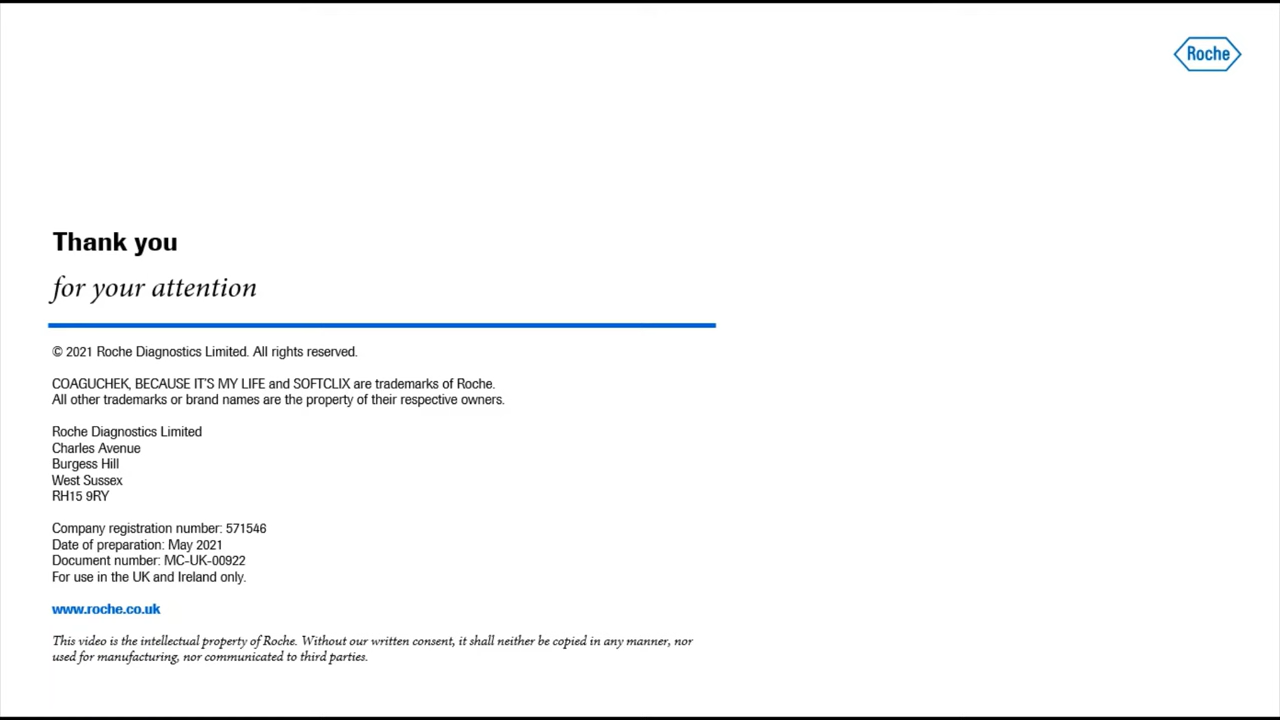 Roche
Thank you
for your attention
© 2021 Roche Diagnostics Limited. All rights reserved.
COAGUCHEK, BECAUSE IT'S MY LIFE and SOFTCLIX are trademarks of Roche.
All other trademarks or brand names are the property of their respective owners.
Roche Diagnostics Limited
Charles Avenue
Burgess Hill
West Sussex
RH15 9RY
Company registration number: 571546
Date of preparation: May 2021
Document number: MC-UK-00922
For use in the UK and Ireland only.
www.roche.co.uk
This video is the intellectual property of Roche. Without our written consent, it shall neither be copied in any manner, nor
used for manufacturing, nor communicated to third parties.